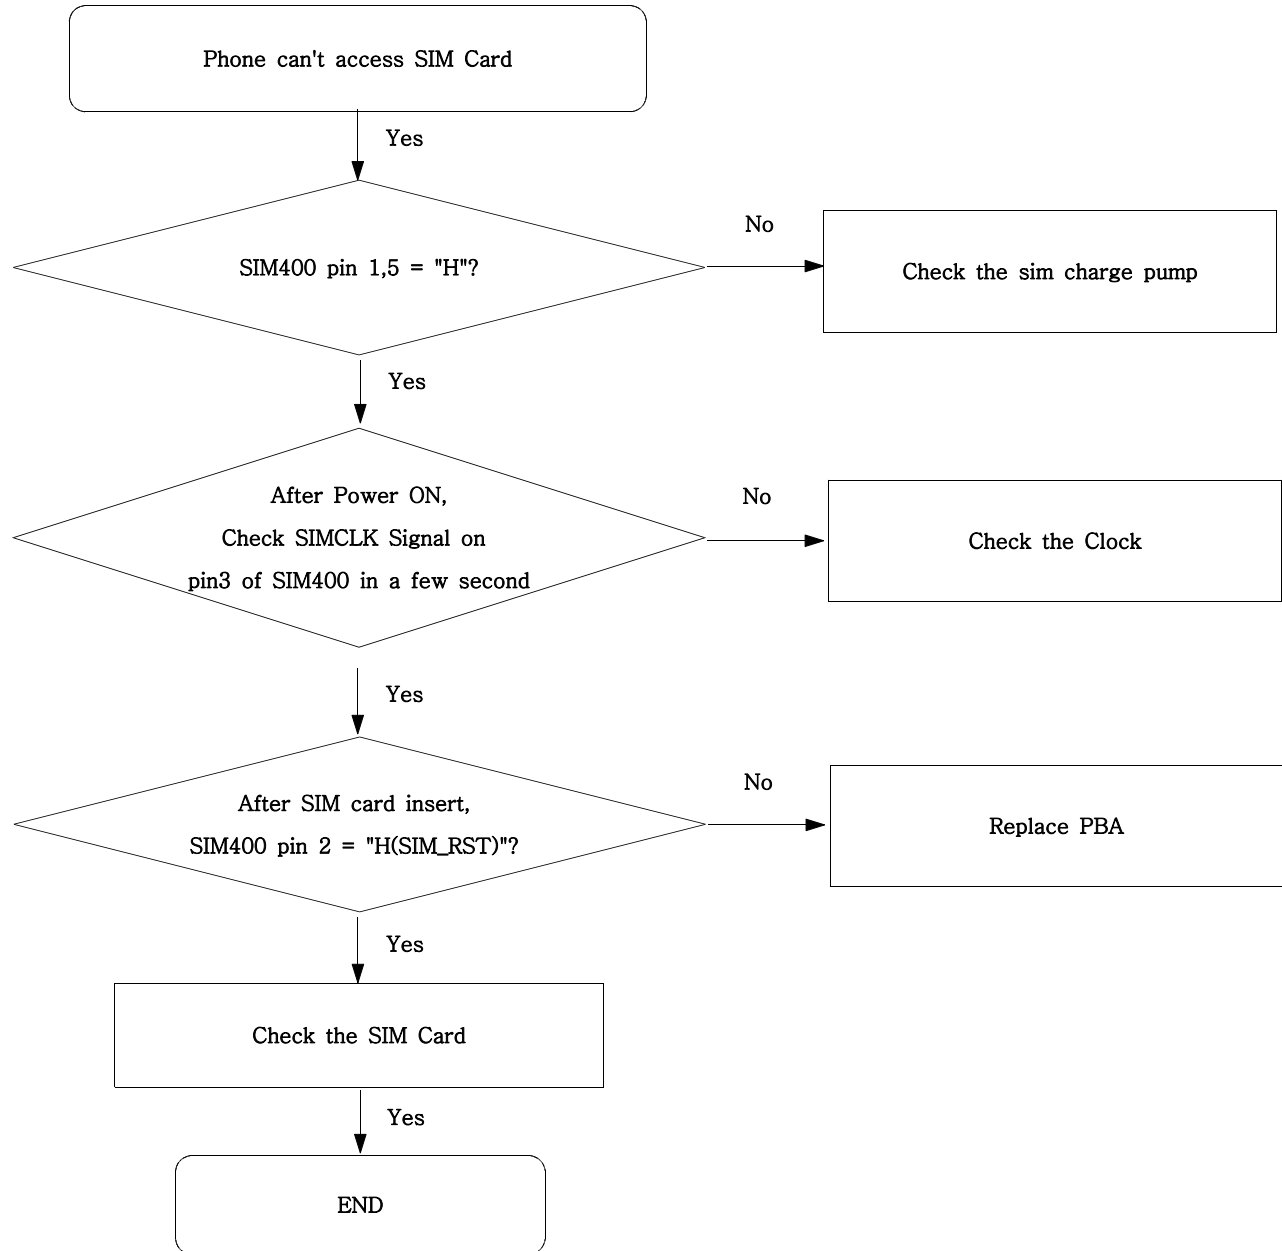 Phone can't access SIM Card
Yes
SIM400 pin 1,5 = "H"?
No
Check the sim charge pump
Yes
After Power ON,
Check SIMCLK Signal on
pin3 of SIM400 in a few second
No
Check the Clock
Yes
After SIM card insert,
SIM400 pin 2 = "H(SIM_RST)"?
No
Replace PBA
Yes
Check the SIM Card
Yes
END